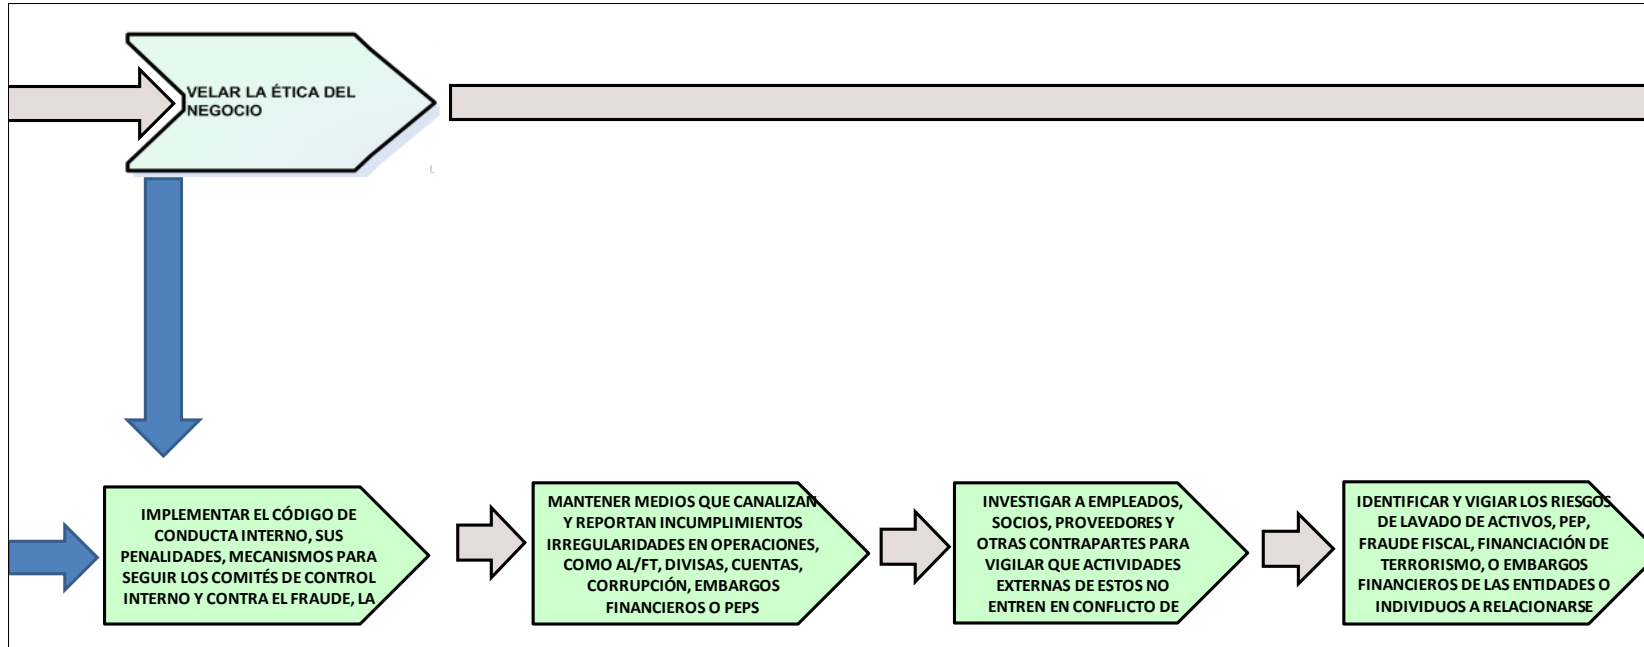 VELAR LA ÉTICA DEL
NEGOCIO
IMPLEMENTAR EL CÓDIGO DE
CONDUCTA INTERNO, SUS
PENALIDADES, MECANISMOS PARA
SEGUIR LOS COMITÉS DE CONTROL
INTERNO Y CONTRA EL FRAUDE, LA
MANTENER MEDIOS QUE CANALIZAN
Y REPORTAN INCUMPLIMIENTOS
IRREGULARIDADES EN OPERACIONES,
COMO AL/FT, DIVISAS, CUENTAS,
CORRUPCIÓN, EMBARGOS
FINANCIEROS O PEPS
INVESTIGAR A EMPLEADOS,
SOCIOS, PROVEEDORES Y
OTRAS CONTRAPARTES PARA
VIGILAR QUE ACTIVIDADES
EXTERNAS DE ESTOS NO
ENTREN EN CONFLICTO DE
IDENTIFICAR Y VIGIAR LOS RIESGOS
DE LAVADO DE ACTIVOS, PEP,
FRAUDE FISCAL, FINANCIACIÓN DE
TERRORISMO, O EMBARGOS
FINANCIEROS DE LAS ENTIDADES O
INDIVIDUOS A RELACIONARSE